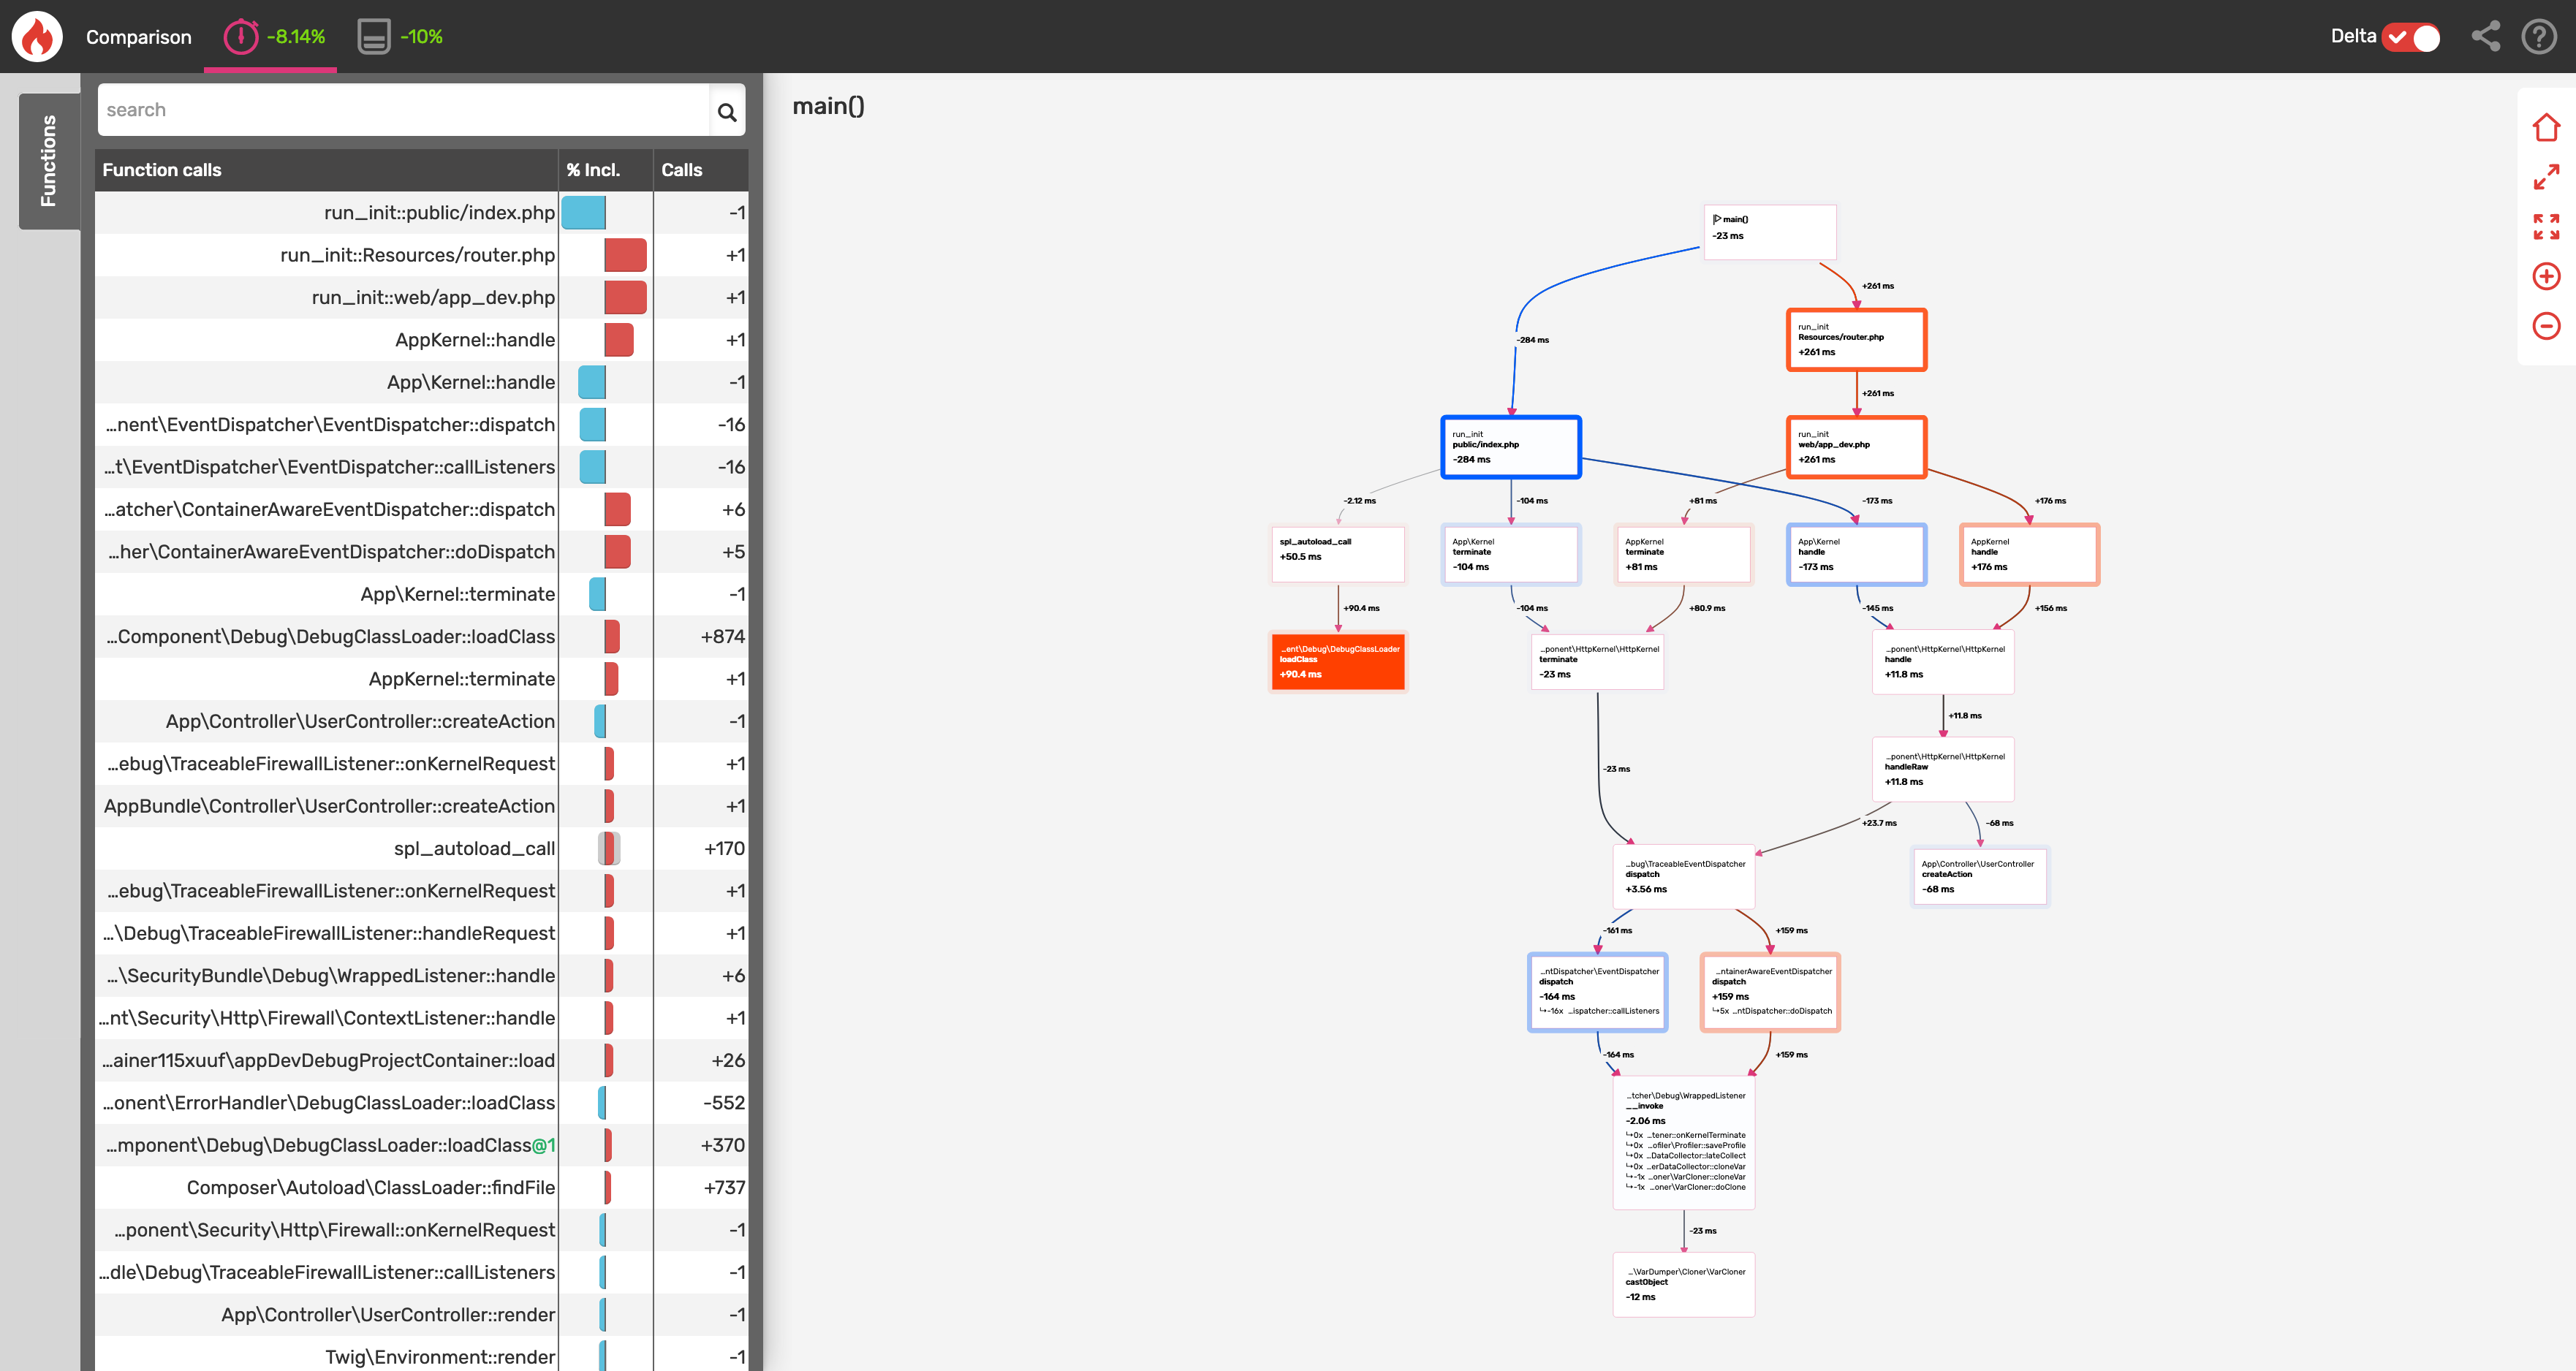 Comparison
-8.14%
-10%
Delta
Functions
search
Function calls % Incl. Calls
run_init::public/index.php -1
run_init::Resources/router.php +1
run_init::web/app_dev.php +1
AppKernel::handle +1
App\Kernel::handle -1
...nent\EventDispatcher\EventDispatcher::dispatch -16
...t\EventDispatcher\EventDispatcher::callListeners -16
...atcher\ContainerAwareEventDispatcher::dispatch +6
...her\ContainerAwareEventDispatcher::doDispatch +5
App\Kernel::terminate -1
...Component\Debug\DebugClassLoader::loadClass +874
AppKernel::terminate +1
App\Controller\UserController::createAction -1
...ebug\TraceableFirewallListener::onKernelRequest +1
AppBundle\Controller\UserController::createAction +1
spl_autoload_call +170
...ebug\TraceableFirewallListener::onKernelRequest +1
...\Debug\TraceableFirewallListener::handleRequest +1
...\SecurityBundle\Debug\WrappedListener::handle +6
...nt\Security\Http\Firewall\ContextListener::handle +1
...ainer115xuuf\appDevDebugProjectContainer::load +26
...onent\ErrorHandler\DebugClassLoader::loadClass -552
...mponent\Debug\DebugClassLoader::loadClass@1 +370
Composer\Autoload\ClassLoader::findFile +737
...ponent\Security\Http\Firewall::onKernelRequest -1
...dle\Debug\TraceableFirewallListener::callListeners -1
App\Controller\UserController::render -1
Twig\Environment::render -1
main()
main()
-23 ms
+261 ms
-284 ms
run_init
Resources/router.php
+261 ms
+261 ms
run_init
public/index.php
-284 ms
run_init
web/app_dev.php
+261 ms
-2.12 ms
-104 ms
+81 ms
-173 ms
+176 ms
spl_autoload_call
+50.5 ms
App\Kernel
terminate
-104 ms
AppKernel
terminate
+81 ms
App\Kernel
handle
-173 ms
AppKernel
handle
+176 ms
+90.4 ms
-104 ms
+80.9 ms
-145 ms
+156 ms
...ent\Debug\DebugClassLoader
loadClass
+90.4 ms
...ponent\HttpKernel\HttpKernel
terminate
-23 ms
...ponent\HttpKernel\HttpKernel
handle
+11.8 ms
+11.8 ms
-23 ms
...ponent\HttpKernel\HttpKernel
handleRaw
+11.8 ms
+23.7 ms
-68 ms
...bug\TraceableEventDispatcher
dispatch
+3.56 ms
App\Controller\UserController
createAction
-68 ms
-161 ms
+159 ms
...ntDispatcher\EventDispatcher
dispatch
-164 ms
↳-16x ...ispatcher::callListeners
...ntainerAwareEventDispatcher
dispatch
+159 ms
↳5x ...ntDispatcher::doDispatch
-164 ms
+159 ms
...tcher\Debug\WrappedListener
__invoke
-2.06 ms
↳0x ...tener::onKernelTerminate
↳0x ...ofiler\Profiler::saveProfile
↳0x ...DataCollector::lateCollect
↳0x ...erDataCollector::cloneVar
↳-1x ...oner\VarCloner::cloneVar
↳-1x ...oner\VarCloner::doClone
-23 ms
...\VarDumper\Cloner\VarCloner
castObject
-12 ms